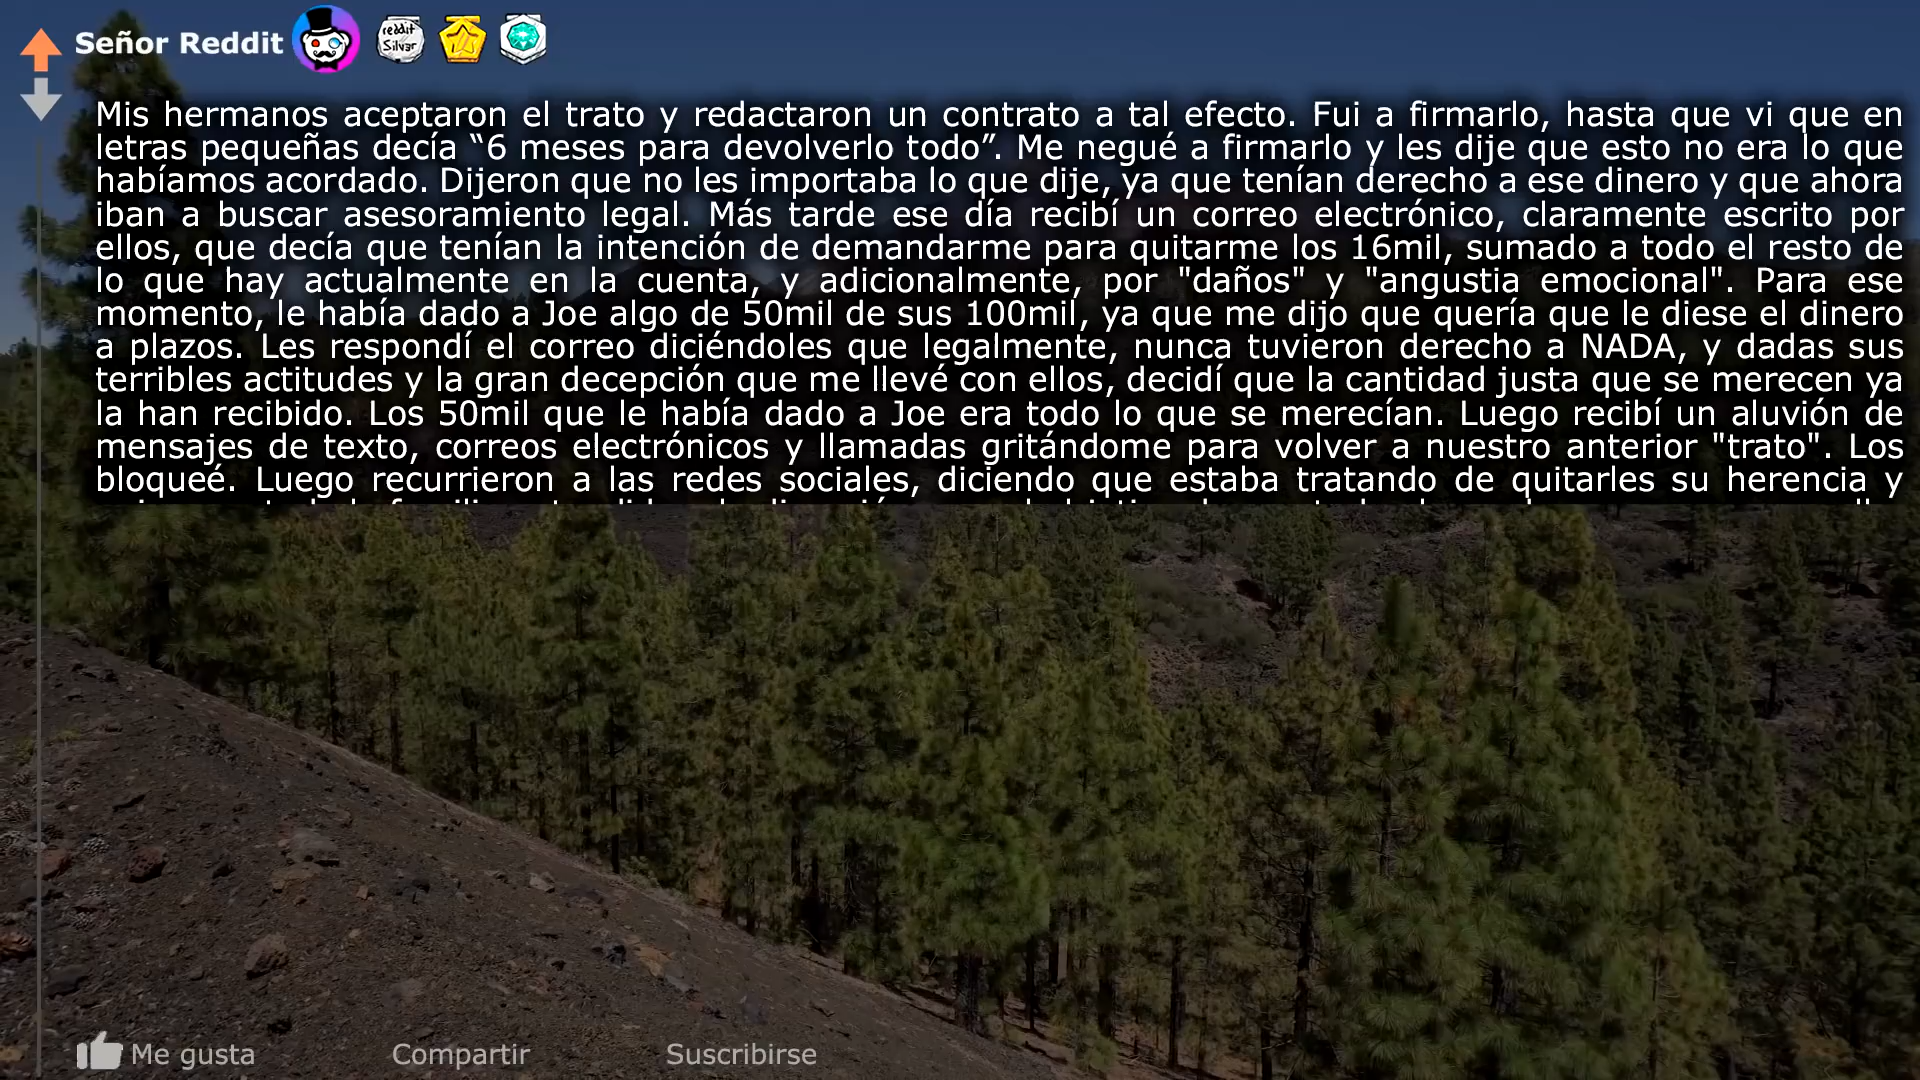 Señor Reddit
reddit
Silvar
Mis hermanos aceptaron el trato y redactaron un contrato a tal efecto. Fui a firmarlo, hasta que vi que en
letras pequeñas decía “6 meses para devolverlo todo”. Me negué a firmarlo y les dije que esto no era lo que
habíamos acordado. Dijeron que no les importaba lo que dije, ya que tenían derecho a ese dinero y que ahora
iban a buscar asesoramiento legal. Más tarde ese día recibí un correo electrónico, claramente escrito por
ellos, que decía que tenían la intención de demandarme para quitarme los 16mil, sumado a todo el resto de
lo que hay actualmente en la cuenta, y adicionalmente, por "daños" y "angustia emocional". Para ese
momento, le había dado a Joe algo de 50mil de sus 100mil, ya que me dijo que quería que le diese el dinero
a plazos. Les respondí el correo diciéndoles que legalmente, nunca tuvieron derecho a NADA, y dadas sus
terribles actitudes y la gran decepción que me llevé con ellos, decidí que la cantidad justa que se merecen ya
la han recibido. Los 50mil que le había dado a Joe era todo lo que se merecían. Luego recibí un aluvión de
mensajes de texto, correos electrónicos y llamadas gritándome para volver a nuestro anterior "trato". Los
bloqueé. Luego recurrieron a las redes sociales, diciendo que estaba tratando de quitarles su herencia y
Me gusta
Compartir
Suscribirse